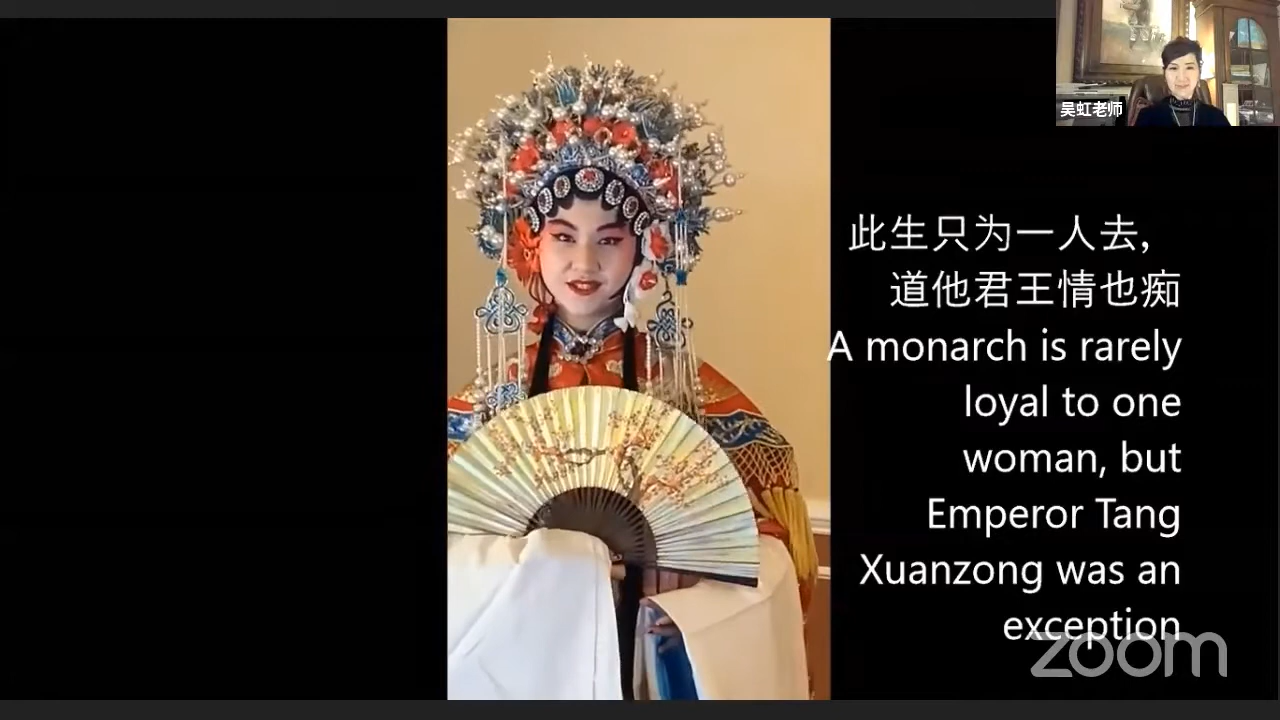 吴虹老师
此生只为一人去,
道他君王情也痴
A monarch is rarely
loyal to one
woman, but
Emperor Tang
Xuanzong was an
exception
zoom